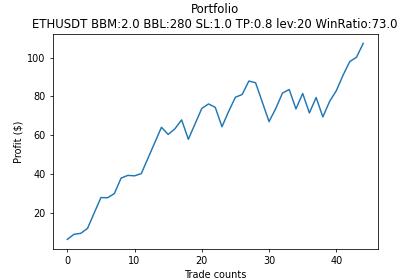 Portfolio
ETHUSDT BBM:2.0 BBL:280 SL:1.0 TP:0.8 lev:20 WinRatio:73.0
100
80
60
40
20
Profit ($)
0
10
20
30
40
Trade counts